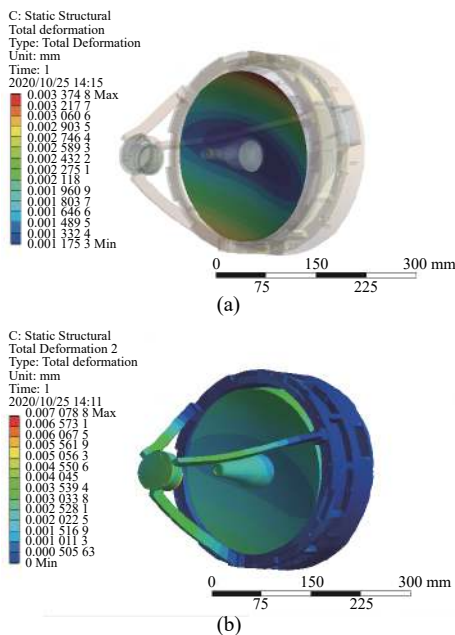 C: Static Structural
Total deformation
Type: Total Deformation
Unit: mm
Time: 1
2020/10/25 14:15
0.003 374 8 Max
0.003 217 7
0.003 060 6
0.002 903 5
0.002 746 4
0.002 589 3
0.002 432 2
0.002 275 1
0.002 118
0.001 960 9
0.001 803 7
0.001 646 6
0.001 489 5
0.001 332 4
0.001 175 3 Min
0 150 300 mm
75 225
(a)
C: Static Structural
Total Deformation 2
Type: Total deformation
Unit: mm
Time: 1
2020/10/25 14:11
0.007 078 8 Max
0.006 573 1
0.006 067 5
0.005 561 9
0.005 056 3
0.004 550 6
0.004 045
0.003 539 4
0.003 033 8
0.002 528 1
0.002 022 5
0.001 516 9
0.001 011 3
0.000 505 63
0 Min
0 150 300 mm
75 225
(b)